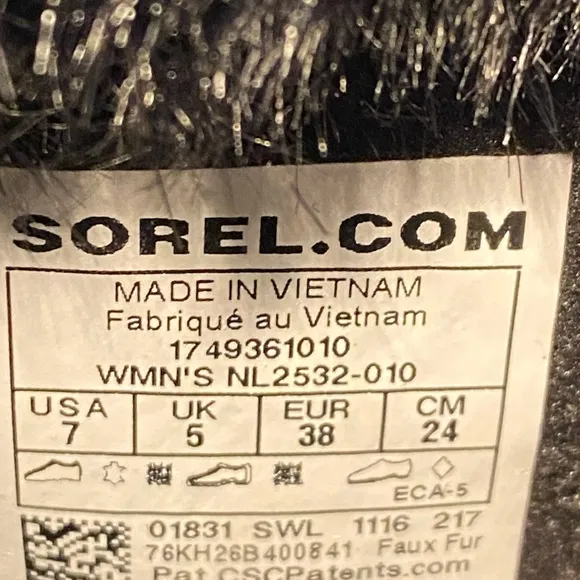 SOREL.COM
MADE IN VIETNAM
Fabriqué au Vietnam
1749361010
WMN'S NL2532-010
USA UK EUR CM
7 5 38 24
ECA-5
01831 SWL 1116 217
76KH26B400841 Faux Fur
Pat CSCPatents.com